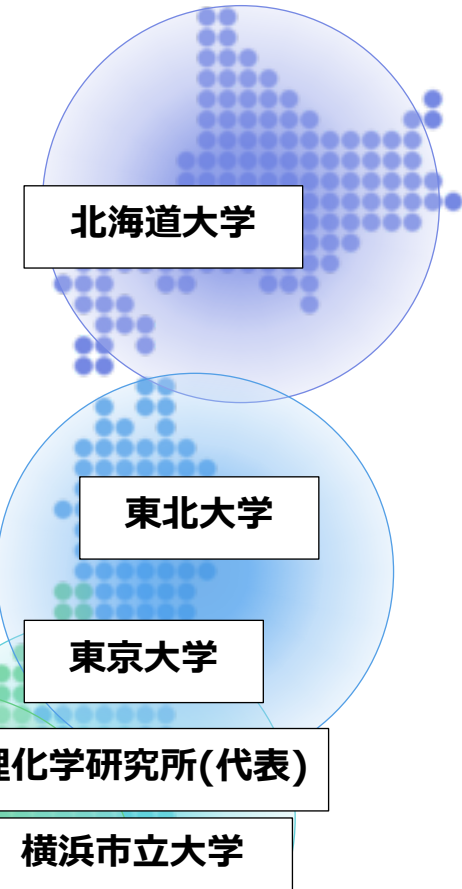 北海道大学
東北大学
東京大学
理化学研究所(代表)
横浜市立大学